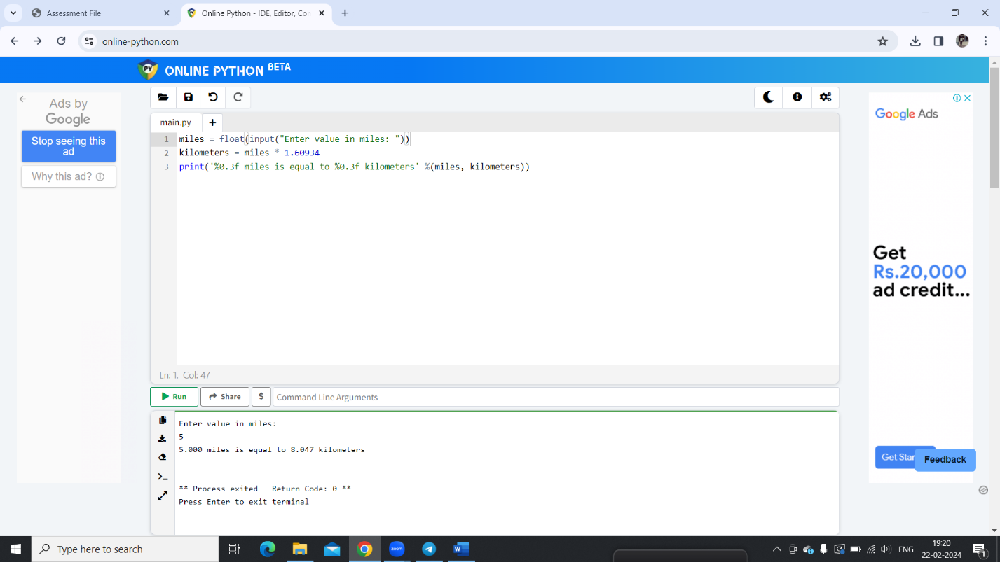 Assessment File
Online Python - IDE, Editor, Con
online-python.com
PY ONLINE PYTHON BETA
Ads by
Google
Stop seeing this
ad
Why this ad?
main.py
1 miles = float(input("Enter value in miles: "))
2 kilometers = miles * 1.60934
3 print('%0.3f miles is equal to %0.3f kilometers' %(miles, kilometers))
Ln: 1, Col: 47
Run Share $ Command Line Arguments
Enter value in miles:
5
5.000 miles is equal to 8.047 kilometers
** Process exited - Return Code: 0 **
Press Enter to exit terminal
Google Ads
Get
Rs.20,000
ad credit...
Get Star
Feedback
Type here to search
zoom
W
ENG
19:20
22-02-2024
1